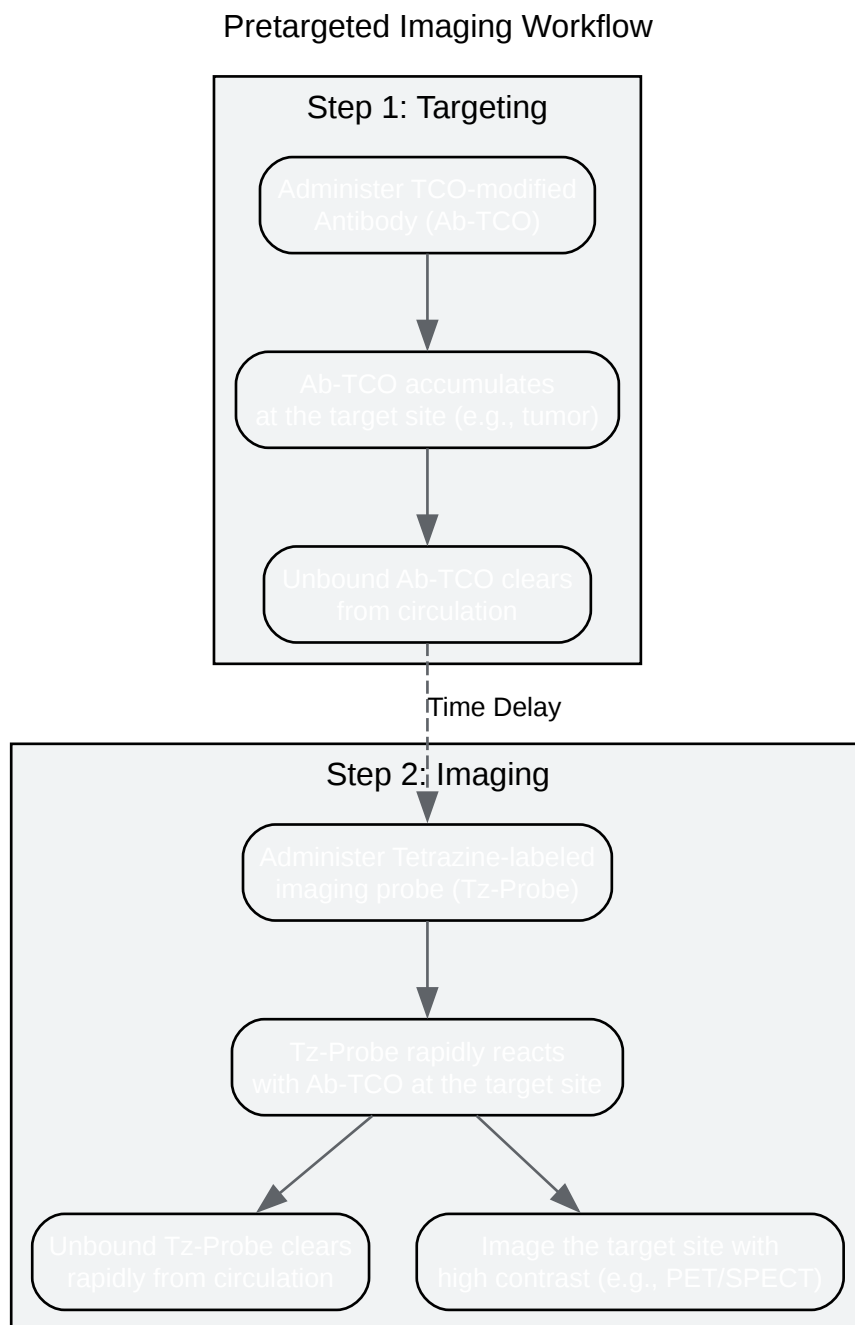 Pretargeted Imaging Workflow
Step 1: Targeting
Administer TCO-modified
Antibody (Ab-TCO)
Ab-TCO accumulates
at the target site (e.g., tumor)
Unbound Ab-TCO clears
from circulation
Time Delay
Step 2: Imaging
Administer Tetrazine-labeled
imaging probe (Tz-Probe)
Tz-Probe rapidly reacts
with Ab-TCO at the target site
Unbound Tz-Probe clears
rapidly from circulation
Image the target site with
high contrast (e.g., PET/SPECT)